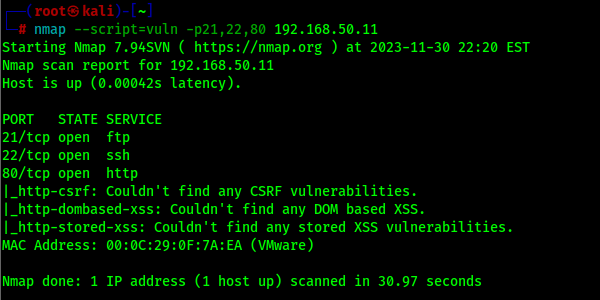 ┌──(root㉿kali)-[~]
└─# nmap --script=vuln -p21,22,80 192.168.50.11
Starting Nmap 7.94SVN ( https://nmap.org ) at 2023-11-30 22:20 EST
Nmap scan report for 192.168.50.11
Host is up (0.00042s latency).

PORT   STATE SERVICE
21/tcp open  ftp
22/tcp open  ssh
80/tcp open  http
|_http-csrf: Couldn't find any CSRF vulnerabilities.
|_http-dombased-xss: Couldn't find any DOM based XSS.
|_http-stored-xss: Couldn't find any stored XSS vulnerabilities.
MAC Address: 00:0C:29:0F:7A:EA (VMware)

Nmap done: 1 IP address (1 host up) scanned in 30.97 seconds